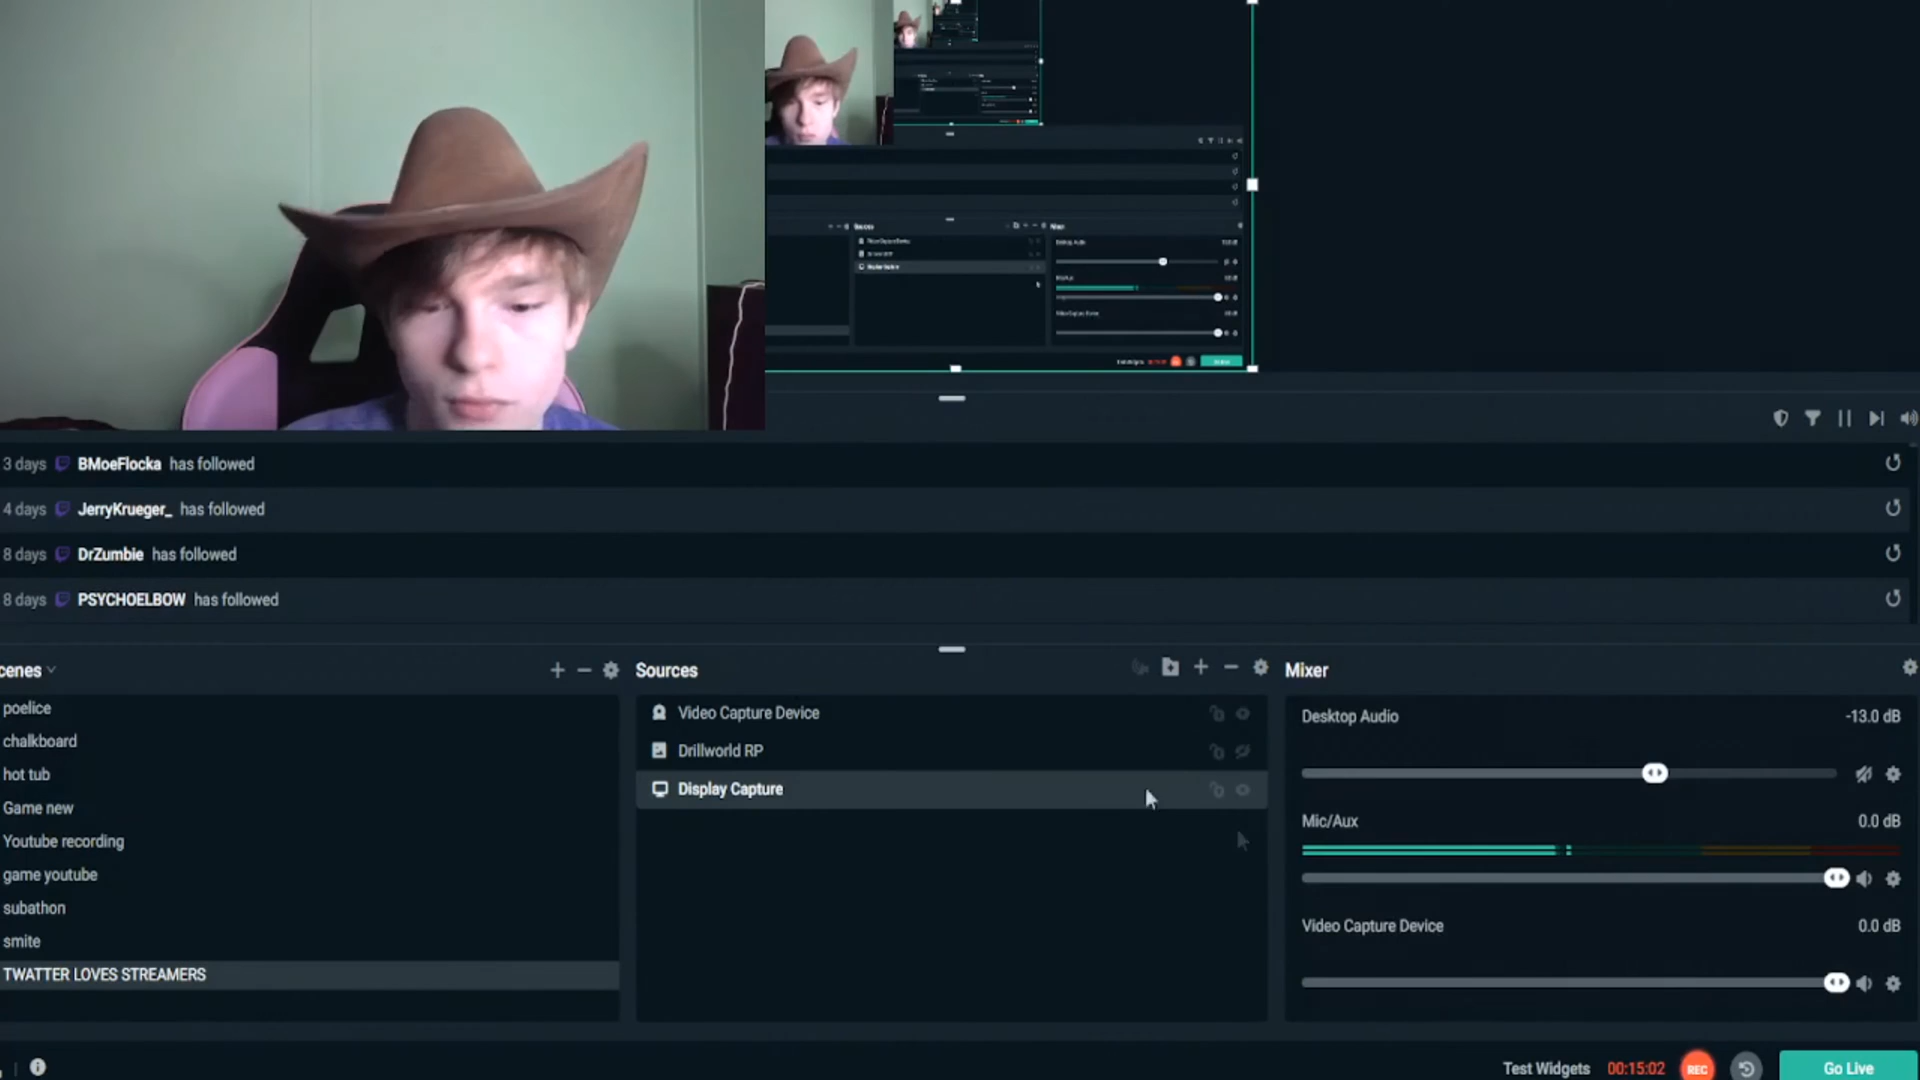 3 days BMoeFlocka has followed
4 days JerryKrueger_ has followed
8 days DrZumbie has followed
8 days PSYCHOELBOW has followed
cenes
Sources
Mixer
poelice
chalkboard
hot tub
Game new
Youtube recording
game youtube
subathon
smite
TWATTER LOVES STREAMERS
Video Capture Device
Drillworld RP
Display Capture
Desktop Audio -13.0 dB
Mic/Aux 0.0 dB
Video Capture Device 0.0 dB
Test Widgets 00:15:02 REC Go Live